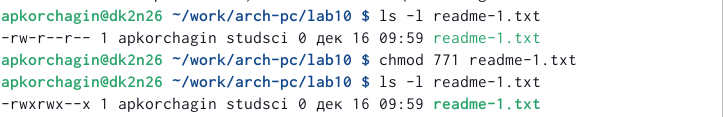 apkorchagin@dk2n26 ~/work/arch-pc/lab10 $ ls -l readme-1.txt
-rw-r--r-- 1 apkorchagin studsci 0 дек 16 09:59 readme-1.txt
apkorchagin@dk2n26 ~/work/arch-pc/lab10 $ chmod 771 readme-1.txt
apkorchagin@dk2n26 ~/work/arch-pc/lab10 $ ls -l readme-1.txt
-rwxrwx--x 1 apkorchagin studsci 0 дек 16 09:59 readme-1.txt